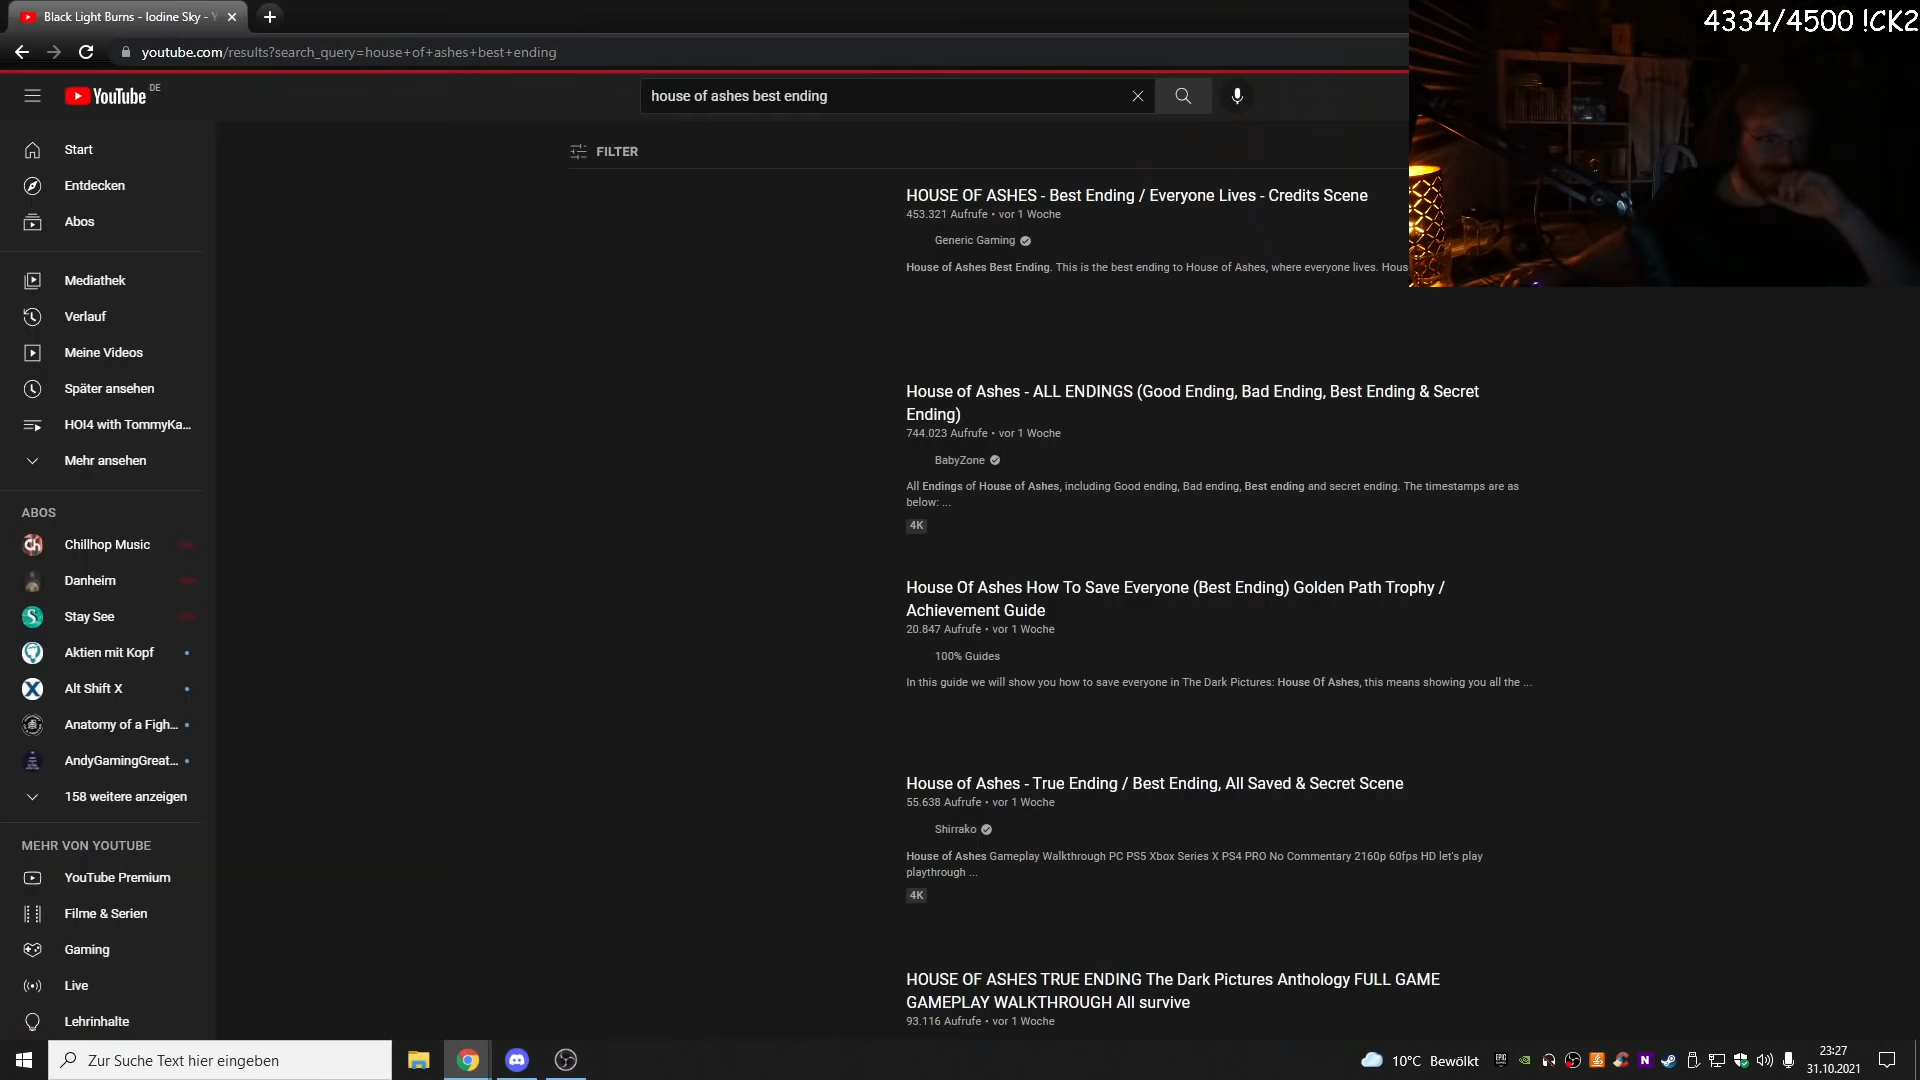 Black Light Burns - Iodine Sky -
4334/4500 !CK2
youtube.com/results?search_query=house+of+ashes+best+ending
YouTube DE
house of ashes best ending
FILTER
Start
Entdecken
Abos
Mediathek
Verlauf
Meine Videos
Später ansehen
HOI4 with TommyKa...
Mehr ansehen
ABOS
Chillhop Music
Danheim
Stay See
Aktien mit Kopf
Alt Shift X
Anatomy of a Figh...
AndyGamingGreat...
158 weitere anzeigen
MEHR VON YOUTUBE
YouTube Premium
Filme & Serien
Gaming
Live
Lehrinhalte
HOUSE OF ASHES - Best Ending / Everyone Lives - Credits Scene
453.321 Aufrufe • vor 1 Woche
Generic Gaming
House of Ashes Best Ending. This is the best ending to House of Ashes, where everyone lives. Hous
House of Ashes - ALL ENDINGS (Good Ending, Bad Ending, Best Ending & Secret
Ending)
744.023 Aufrufe • vor 1 Woche
BabyZone
All Endings of House of Ashes, including Good ending, Bad ending, Best ending and secret ending. The timestamps are as
below: ...
4K
House Of Ashes How To Save Everyone (Best Ending) Golden Path Trophy /
Achievement Guide
20.847 Aufrufe • vor 1 Woche
100% Guides
In this guide we will show you how to save everyone in The Dark Pictures: House Of Ashes, this means showing you all the ...
House of Ashes - True Ending / Best Ending, All Saved & Secret Scene
55.638 Aufrufe • vor 1 Woche
Shirrako
House of Ashes Gameplay Walkthrough PC PS5 Xbox Series X PS4 PRO No Commentary 2160p 60fps HD let's play
playthrough ...
4K
HOUSE OF ASHES TRUE ENDING The Dark Pictures Anthology FULL GAME
GAMEPLAY WALKTHROUGH All survive
93.116 Aufrufe • vor 1 Woche
Zur Suche Text hier eingeben
10°C Bewölkt
23:27
31.10.2021